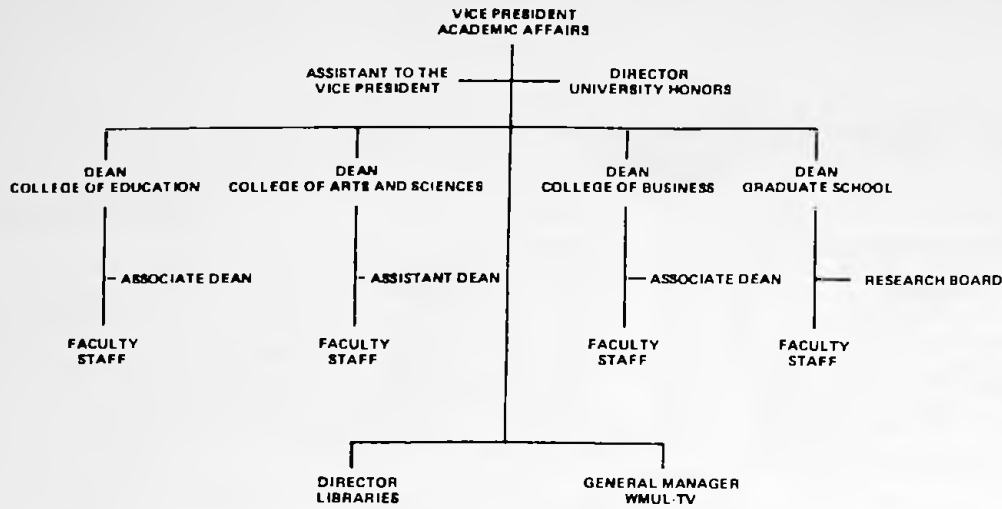 VICE PRESIDENT
ACADEMIC AFFAIRS
ASSISTANT TO THE
VICE PRESIDENT
DIRECTOR
UNIVERSITY HONORS
DEAN
COLLEGE OF EDUCATION
DEAN
COLLEGE OF ARTS AND SCIENCES
DEAN
COLLEGE OF BUSINESS
DEAN
GRADUATE SCHOOL
ASSOCIATE DEAN
ASSISTANT DEAN
ASSOCIATE DEAN
RESEARCH BOARD
FACULTY
STAFF
FACULTY
STAFF
FACULTY
STAFF
FACULTY
STAFF
DIRECTOR
LIBRARIES
GENERAL MANAGER
WMUL-TV